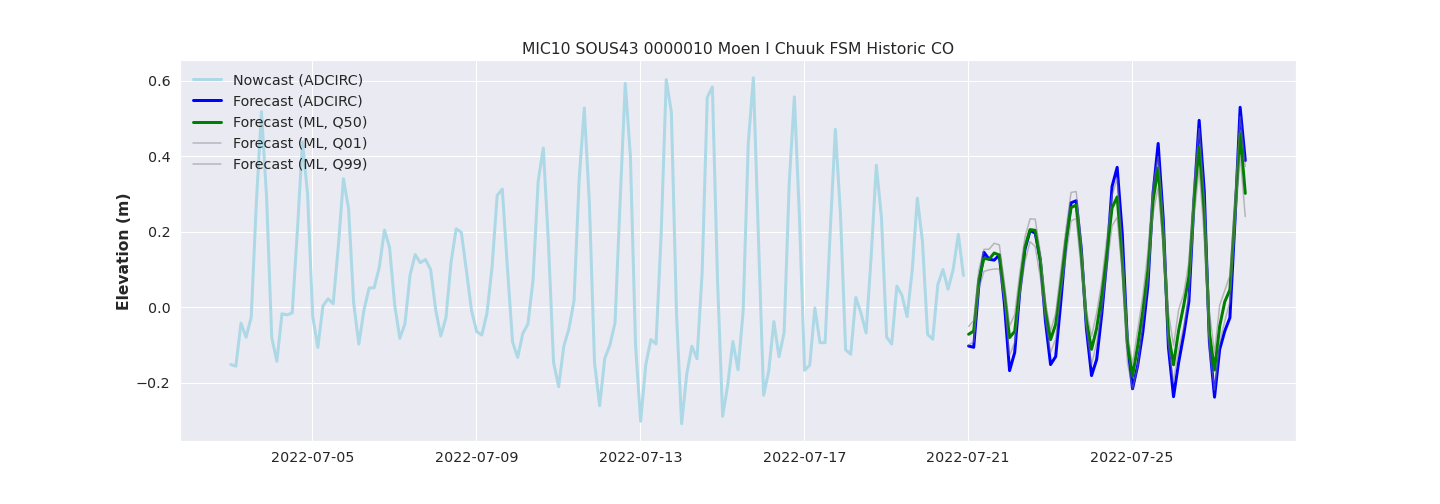 MIC10 SOUS43 0000010 Moen I Chuuk FSM Historic CO
Nowcast (ADCIRC)
Forecast (ADCIRC)
Forecast (ML, Q50)
Forecast (ML, Q01)
Forecast (ML, Q99)
Elevation (m)
0.6
0.4
0.2
0.0
−0.2
2022-07-05 2022-07-09 2022-07-13 2022-07-17 2022-07-21 2022-07-25